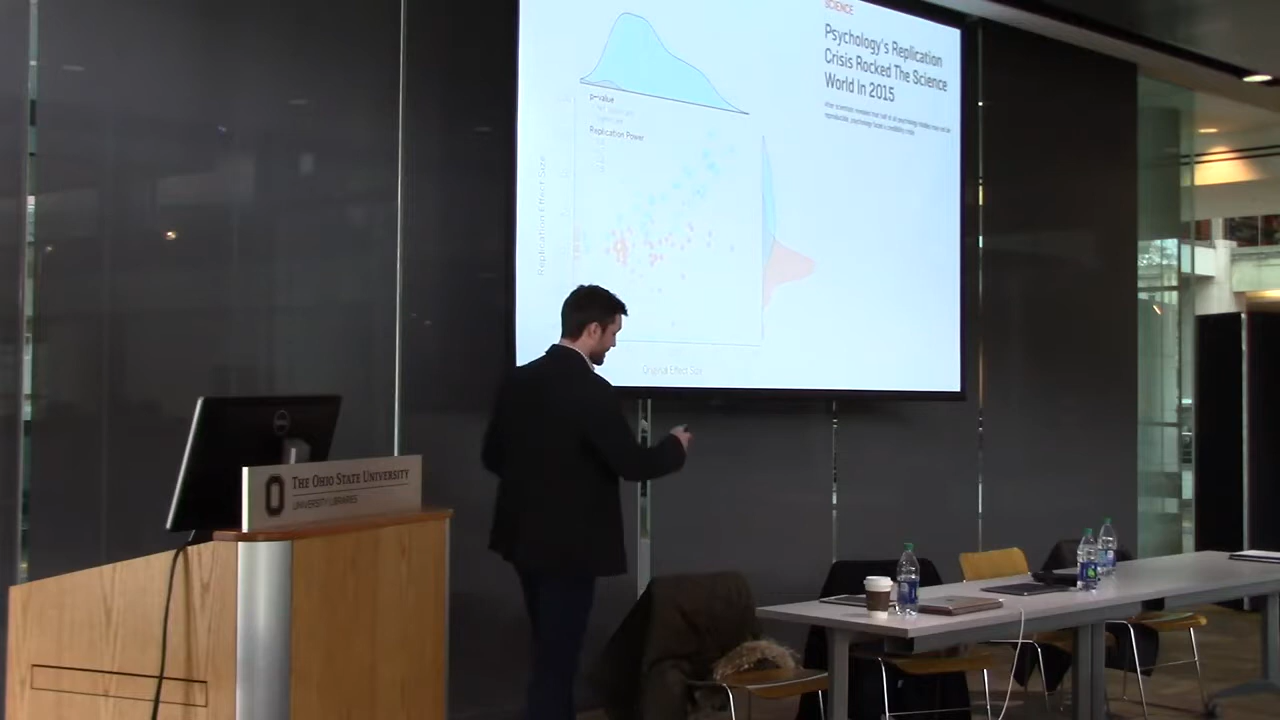 SCIENCE
Psychology's Replication
Crisis Rocked The Science
World In 2015
p-value
Replication Power
Replication Effect Size
Original Effect Size
DELL
THE OHIO STATE UNIVERSITY
UNIVERSITY LIBRARIES